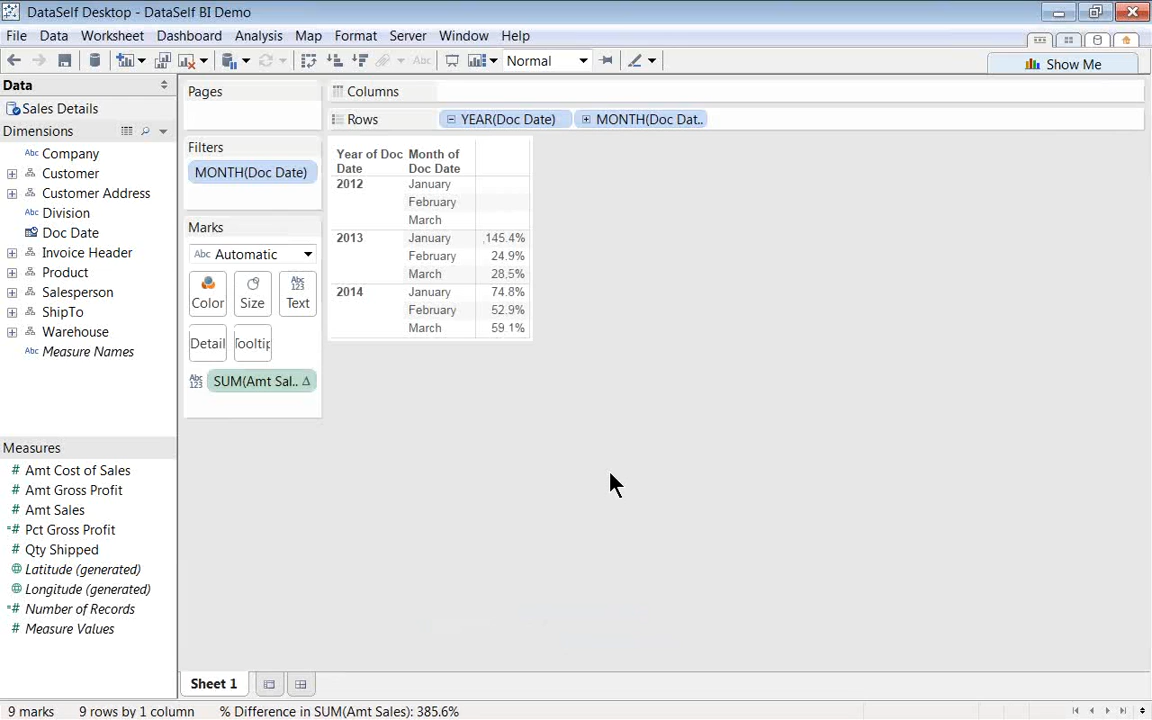 DataSelf Desktop - DataSelf BI Demo
File Data Worksheet Dashboard Analysis Map Format Server Window Help
Abc Normal
Show Me
Data
Sales Details
Dimensions
Abc Company
Customer
Customer Address
Abc Division
Doc Date
Invoice Header
Product
Salesperson
ShipTo
Warehouse
Abc Measure Names
Measures
# Amt Cost of Sales
# Amt Gross Profit
# Amt Sales
=# Pct Gross Profit
# Qty Shipped
Latitude (generated)
Longitude (generated)
=# Number of Records
# Measure Values
Pages
Filters
MONTH(Doc Date)
Marks
Abc Automatic
Abc
123
Color Size Text
Detail Tooltip
Abc
123
SUM(Amt Sal.. Δ
Columns
Rows YEAR(Doc Date) MONTH(Doc Dat..
Year of Doc Month of
Date Doc Date
2012 January
February
March
2013 January 145.4%
February 24.9%
March 28.5%
2014 January 74.8%
February 52.9%
March 59.1%
Sheet 1
9 marks 9 rows by 1 column % Difference in SUM(Amt Sales): 385.6%